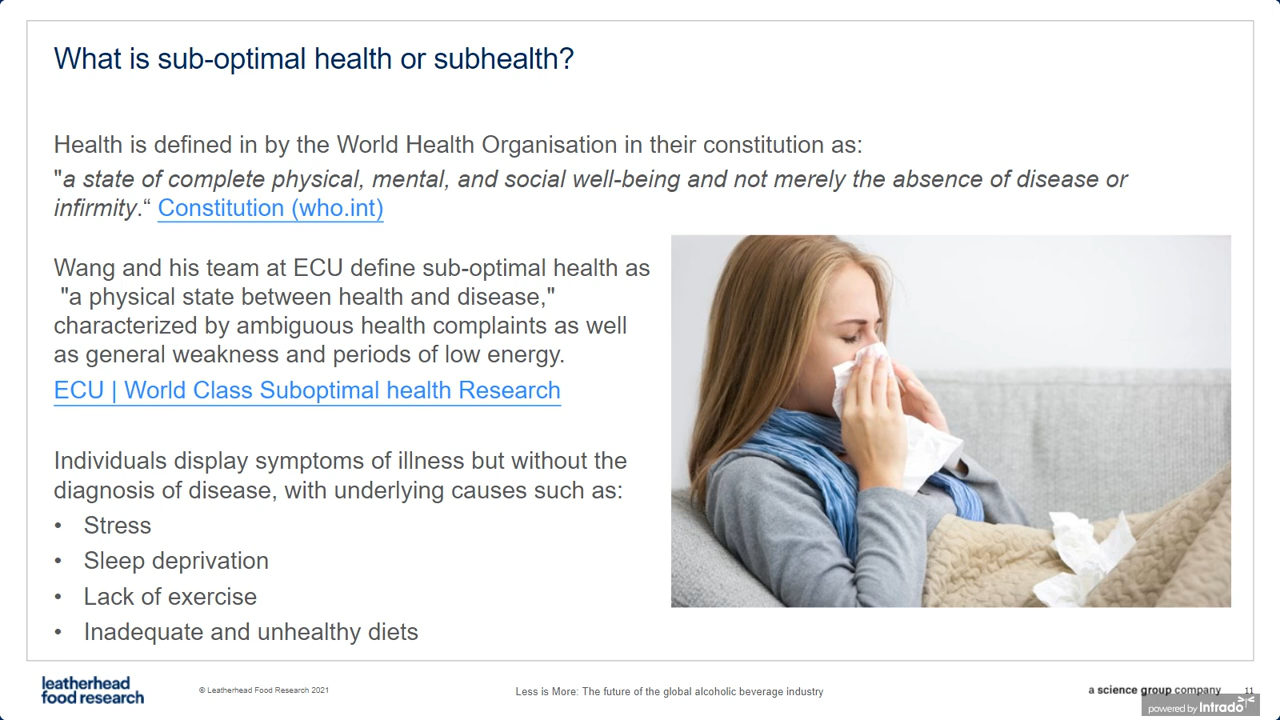 What is sub-optimal health or subhealth?
Health is defined in by the World Health Organisation in their constitution as:
"a state of complete physical, mental, and social well-being and not merely the absence of disease or
infirmity.“ Constitution (who.int)
Wang and his team at ECU define sub-optimal health as
"a physical state between health and disease,"
characterized by ambiguous health complaints as well
as general weakness and periods of low energy.
ECU | World Class Suboptimal health Research
Individuals display symptoms of illness but without the
diagnosis of disease, with underlying causes such as:
• Stress
• Sleep deprivation
• Lack of exercise
• Inadequate and unhealthy diets
leatherhead
food research
© Leatherhead Food Research 2021
Less is More: The future of the global alcoholic beverage industry
a science group company
11
powered by Intrado